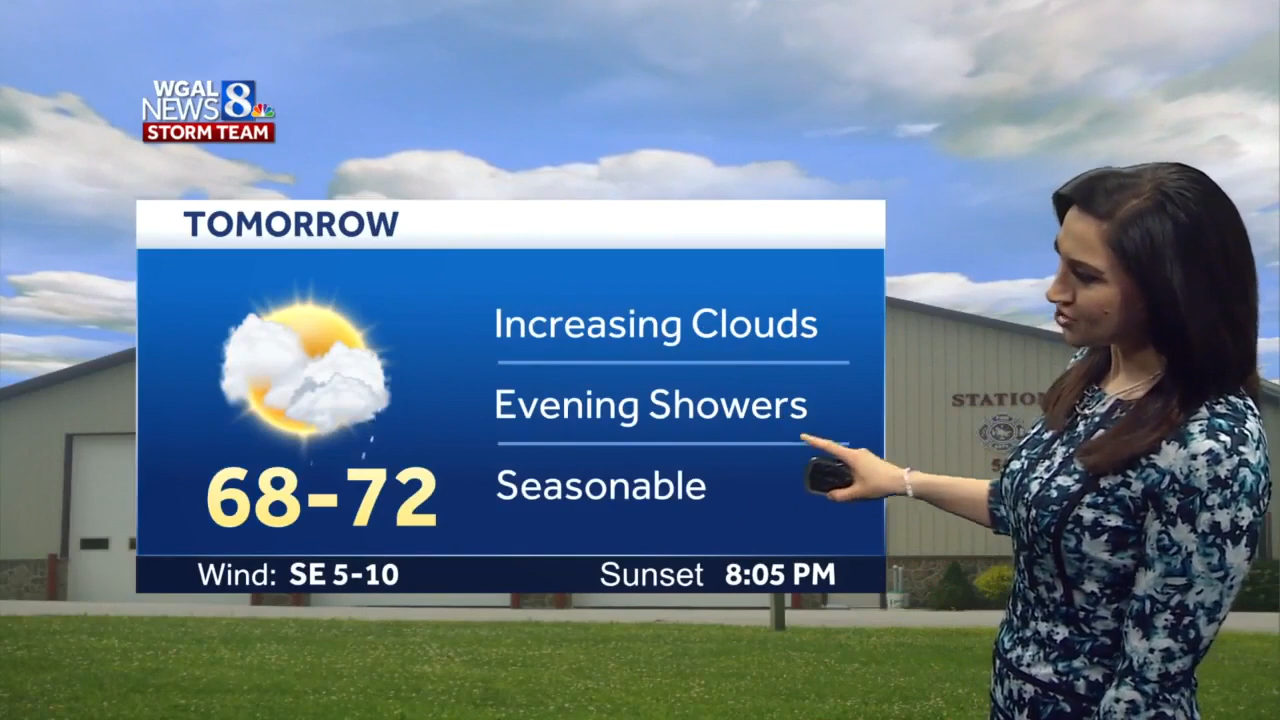 WGAL
NEWS 8
STORM TEAM
TOMORROW
Increasing Clouds
Evening Showers
Seasonable
68-72
Wind: SE 5-10
Sunset 8:05 PM
STATION